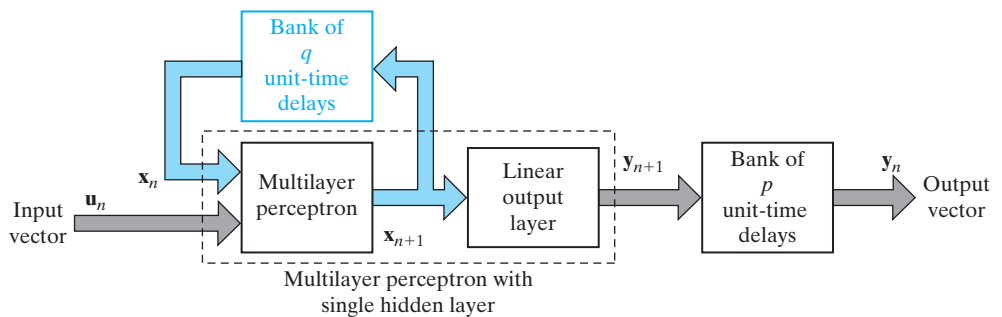 Bank of
q
unit-time
delays
x_n
u_n
Input
vector
Multilayer
perceptron
x_{n+1}
Linear
output
layer
y_{n+1}
Bank of
p
unit-time
delays
y_n
Output
vector
Multilayer perceptron with
single hidden layer